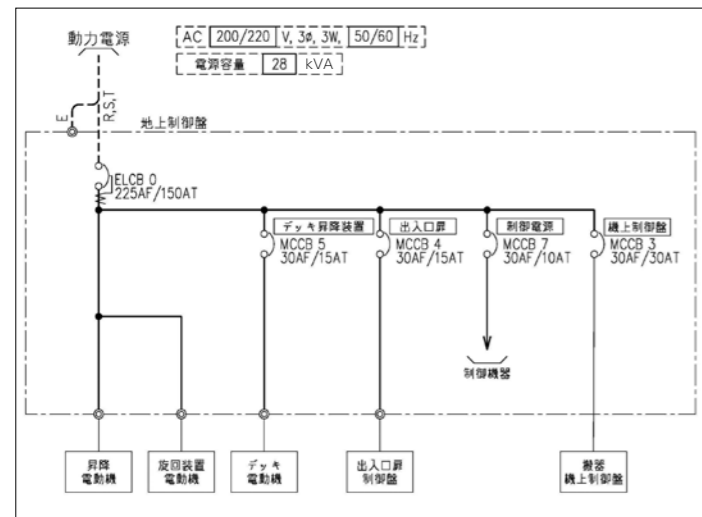 動力電源
AC 200/220 V, 3ø, 3W, 50/60 Hz
電源容量 28 kVA
E
R,S,T
地上制御盤
ELCB 0
225AF/150AT
デッキ昇降装置
MCCB 5
30AF/15AT
出入口扉
MCCB 4
30AF/15AT
制御電源
MCCB 7
30AF/10AT
機上制御盤
MCCB 3
30AF/30AT
制御機器
昇降
電動機
旋回装置
電動機
デッキ
電動機
出入口扉
制御盤
搬器
機上制御盤